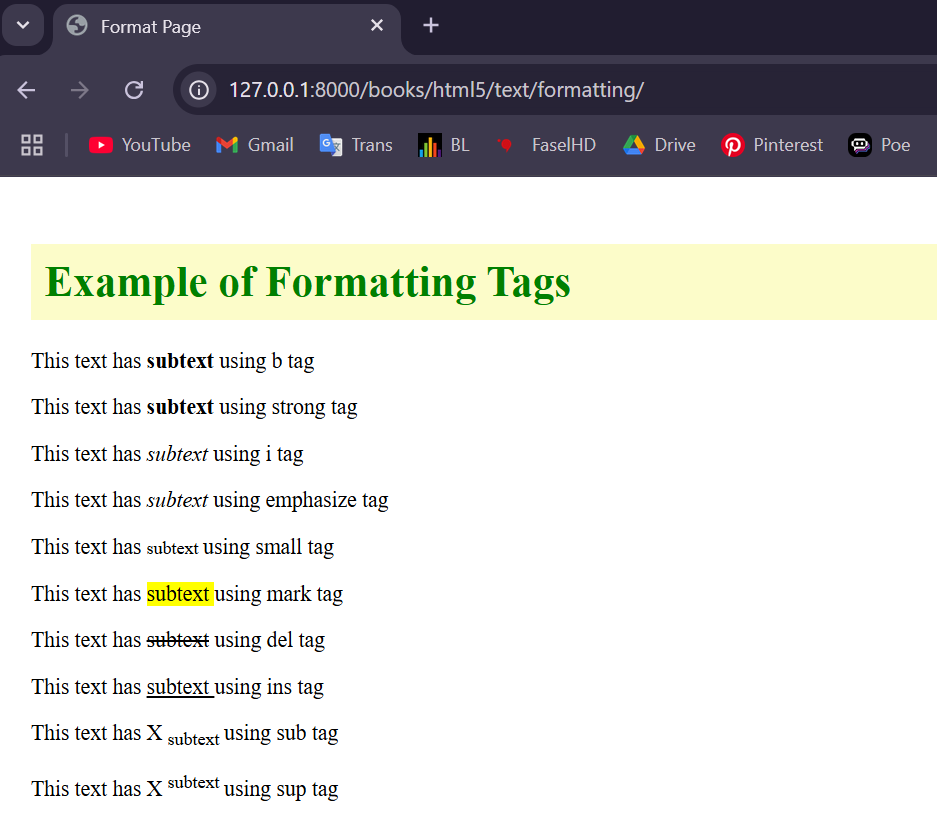 Format Page
127.0.0.1:8000/books/html5/text/formatting/
YouTube Gmail Trans BL FaselHD Drive Pinterest Poe
Example of Formatting Tags
This text has subtext using b tag
This text has subtext using strong tag
This text has subtext using i tag
This text has subtext using emphasize tag
This text has subtext using small tag
This text has subtext using mark tag
This text has subtext using del tag
This text has subtext using ins tag
This text has X subtext using sub tag
This text has X subtext using sup tag